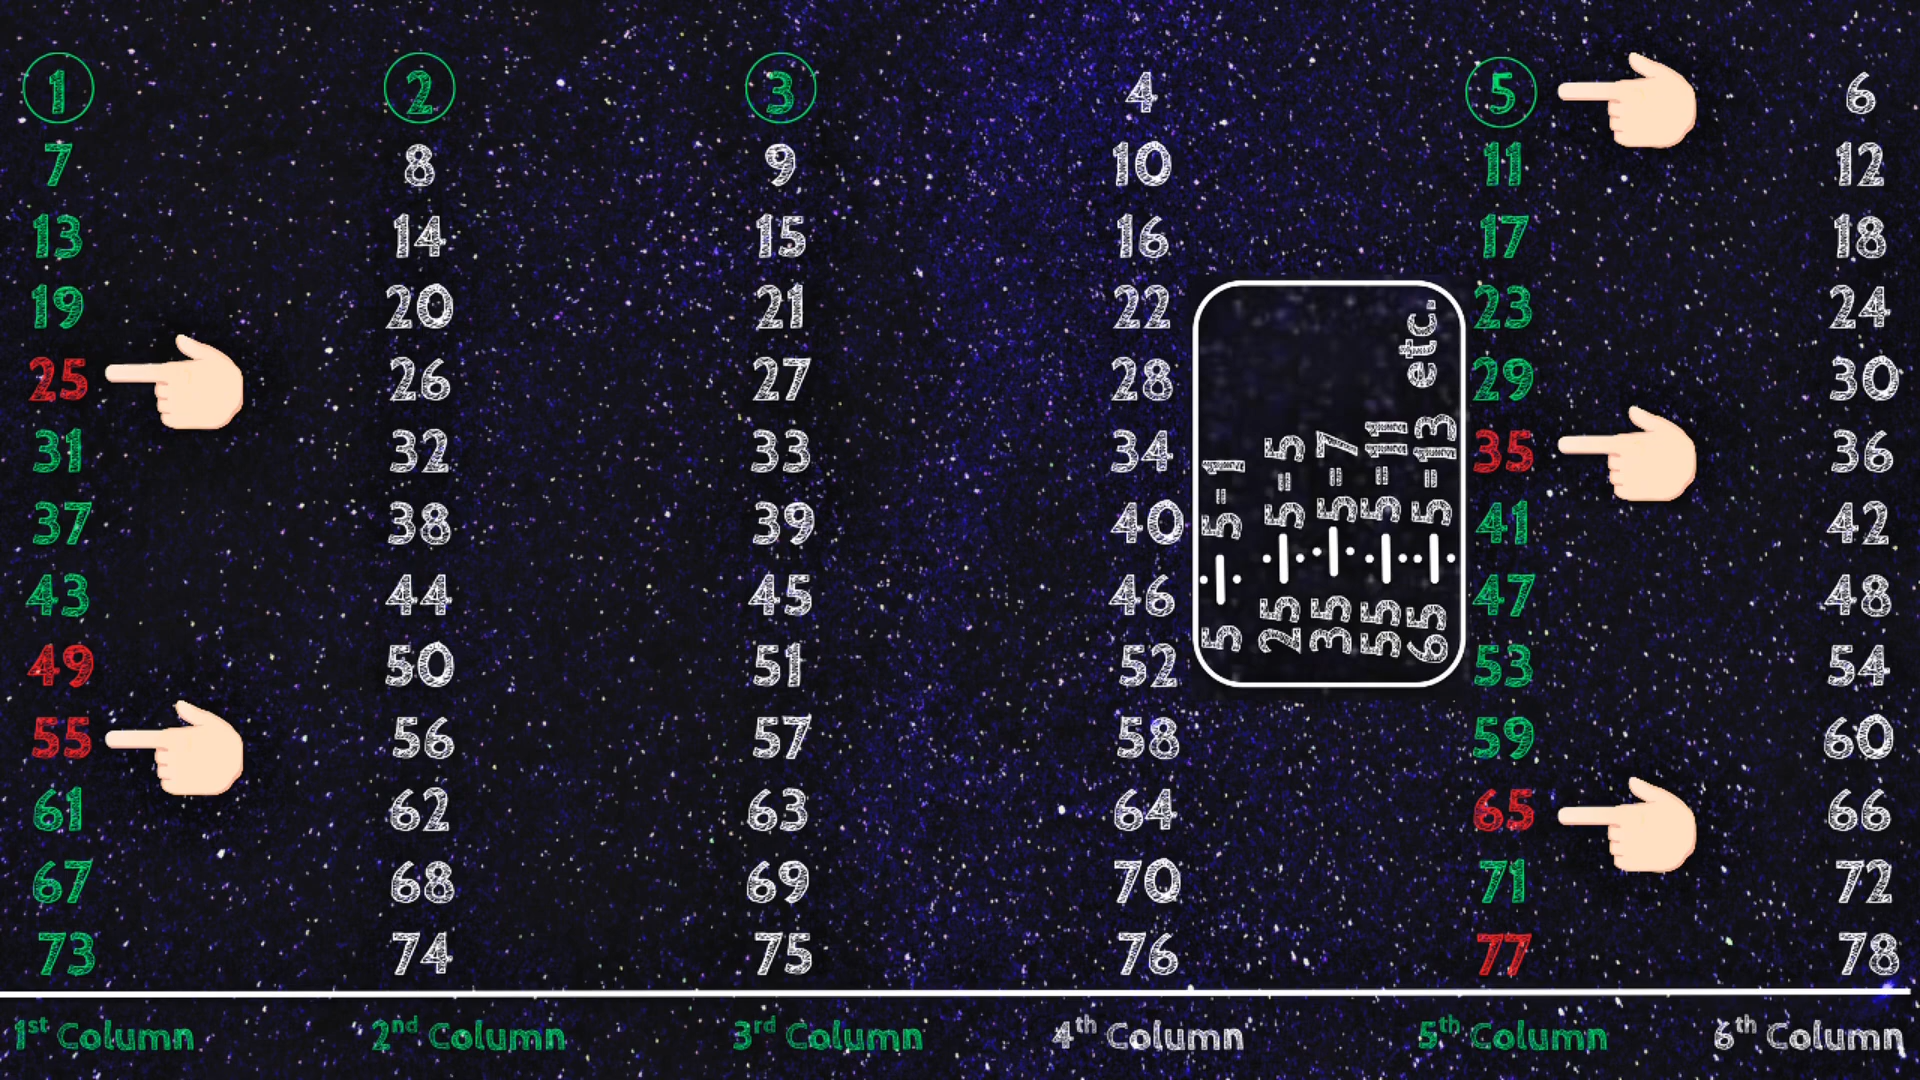 1 2 3 4 5 6
7 8 9 10 11 12
13 14 15 16 17 18
19 20 21 22 23 24
25 26 27 28 29 30
31 32 33 34 35 36
37 38 39 40 41 42
43 44 45 46 47 48
49 50 51 52 53 54
55 56 57 58 59 60
61 62 63 64 65 66
67 68 69 70 71 72
73 74 75 76 77 78
5 ÷ 5=1
25 ÷ 5=5
35 ÷ 5=7
55 ÷ 5=11
65 ÷ 5=13 etc.
1st Column 2nd Column 3rd Column 4th Column 5th Column 6th Column